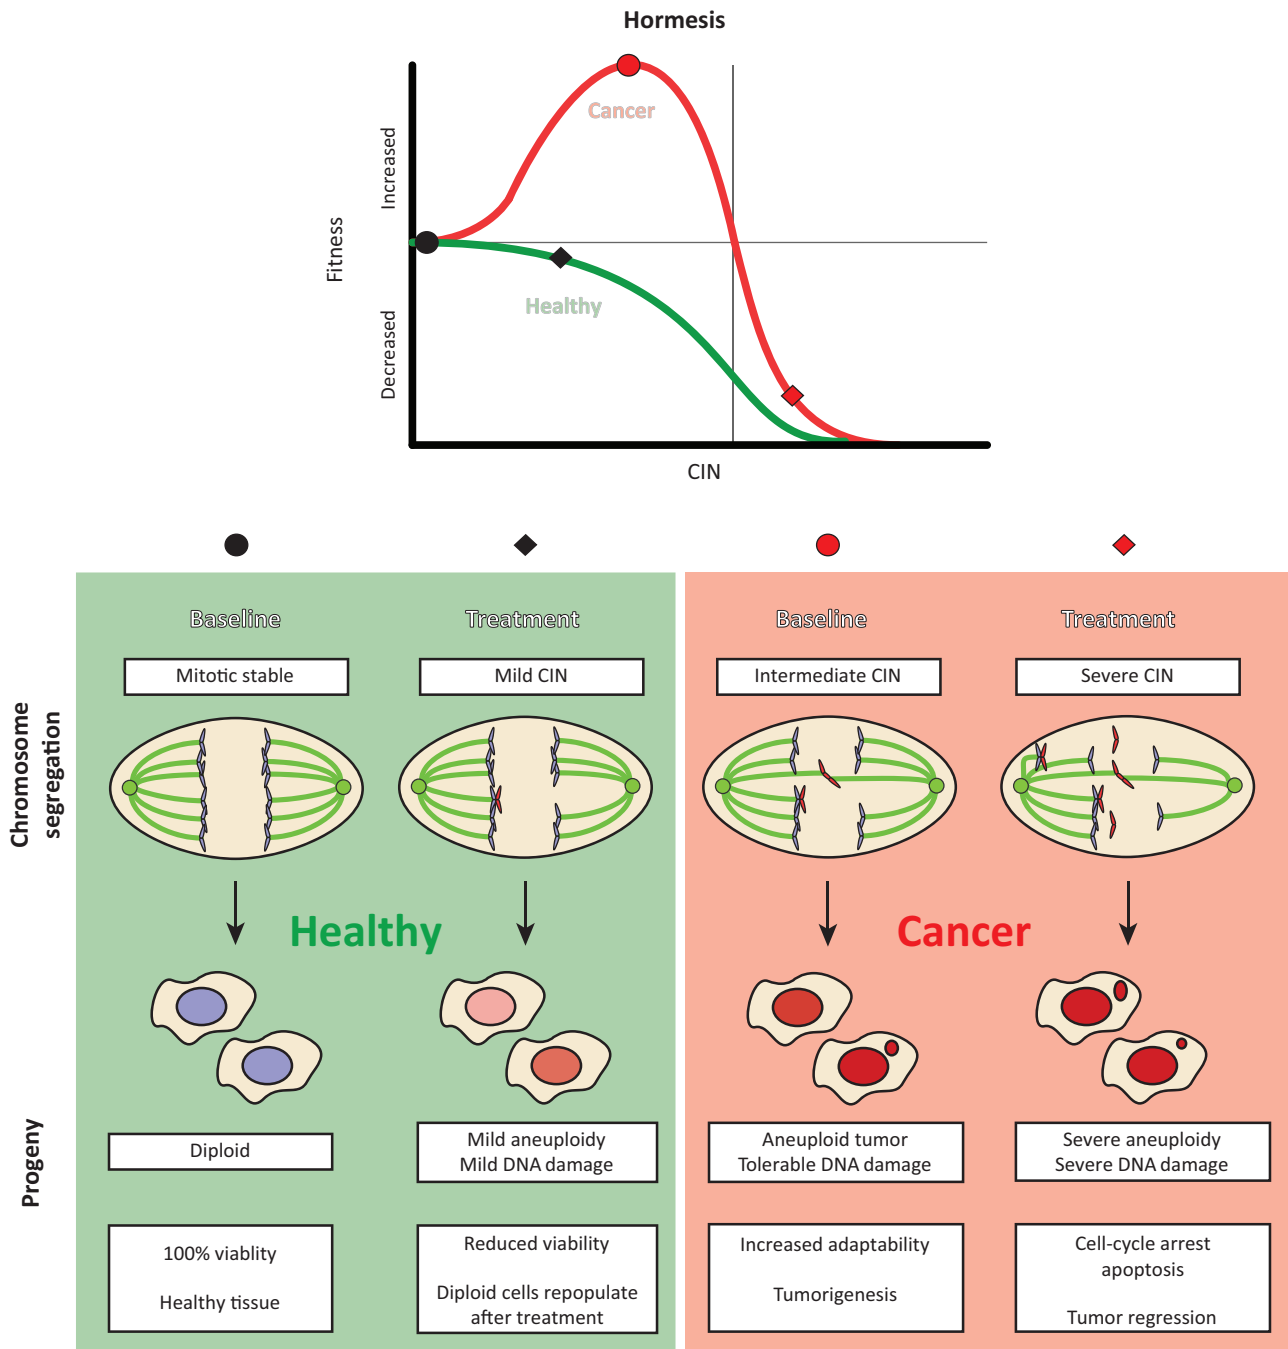 Hormesis
Cancer
Increased
Fitness
Healthy
Decreased
CIN
Baseline
Treatment
Baseline
Treatment
Mitotic stable
Mild CIN
Intermediate CIN
Severe CIN
Chromosome
segregation
Healthy
Cancer
Progeny
Diploid
Mild aneuploidy
Mild DNA damage
Aneuploid tumor
Tolerable DNA damage
Severe aneuploidy
Severe DNA damage
100% viablity
Healthy tissue
Reduced viability
Diploid cells repopulate
after treatment
Increased adaptability
Tumorigenesis
Cell-cycle arrest
apoptosis
Tumor regression